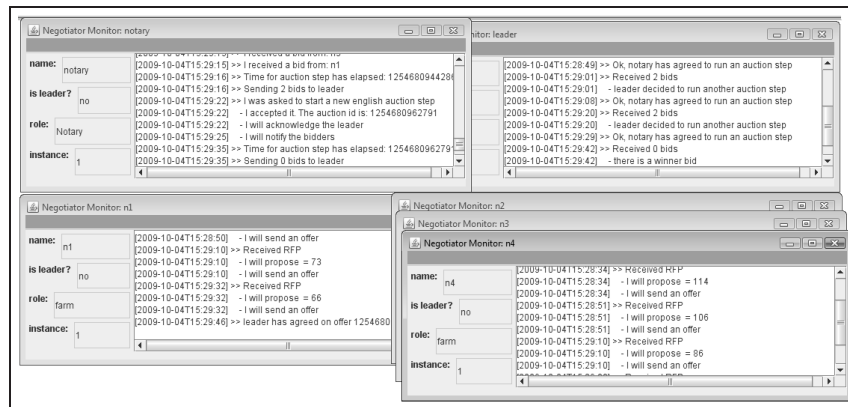 Negotiator Monitor: notary
name:
notary
is leader?
no
role:
Notary
instance:
1
[2009-10-04T15:29:15] >> I received a bid from: n1
[2009-10-04T15:29:16] >> Time for auction step has elapsed: 1254680944286
[2009-10-04T15:29:16] >> Sending 2 bids to leader
[2009-10-04T15:29:22] >> I was asked to start a new english auction step
[2009-10-04T15:29:22] - I accepted it. The auction id is: 1254680962791
[2009-10-04T15:29:22] - I will acknowledge the leader
[2009-10-04T15:29:25] - I will notify the bidders
[2009-10-04T15:29:35] >> Time for auction step has elapsed: 1254680962791
[2009-10-04T15:29:35] >> Sending 0 bids to leader
nitor: leader
[2009-10-04T15:28:49] >> Ok, notary has agreed to run an auction step
[2009-10-04T15:29:01] >> Received 2 bids
[2009-10-04T15:29:01] - leader decided to run another auction step
[2009-10-04T15:29:08] >> Ok, notary has agreed to run an auction step
[2009-10-04T15:29:20] >> Received 2 bids
[2009-10-04T15:29:20] - leader decided to run another auction step
[2009-10-04T15:29:29] >> Ok, notary has agreed to run an auction step
[2009-10-04T15:29:42] >> Received 0 bids
[2009-10-04T15:29:42] - there is a winner bid
Negotiator Monitor: n1
name:
n1
is leader?
no
role:
farm
instance:
1
[2009-10-04T15:28:50] - I will send an offer
[2009-10-04T15:29:10] >> Received RFP
[2009-10-04T15:29:10] - I will propose = 73
[2009-10-04T15:29:10] - I will send an offer
[2009-10-04T15:29:32] >> Received RFP
[2009-10-04T15:29:32] - I will propose = 66
[2009-10-04T15:29:32] - I will send an offer
[2009-10-04T15:29:46] >> leader has agreed on offer 1254680
Negotiator Monitor: n2
Negotiator Monitor: n3
Negotiator Monitor: n4
name:
n4
is leader?
no
role:
farm
instance:
1
[2009-10-04T15:28:34] >> Received RFP
[2009-10-04T15:28:34] - I will propose = 114
[2009-10-04T15:28:34] - I will send an offer
[2009-10-04T15:28:51] >> Received RFP
[2009-10-04T15:28:51] - I will propose = 106
[2009-10-04T15:28:51] - I will send an offer
[2009-10-04T15:29:10] >> Received RFP
[2009-10-04T15:29:10] - I will propose = 86
[2009-10-04T15:29:10] - I will send an offer